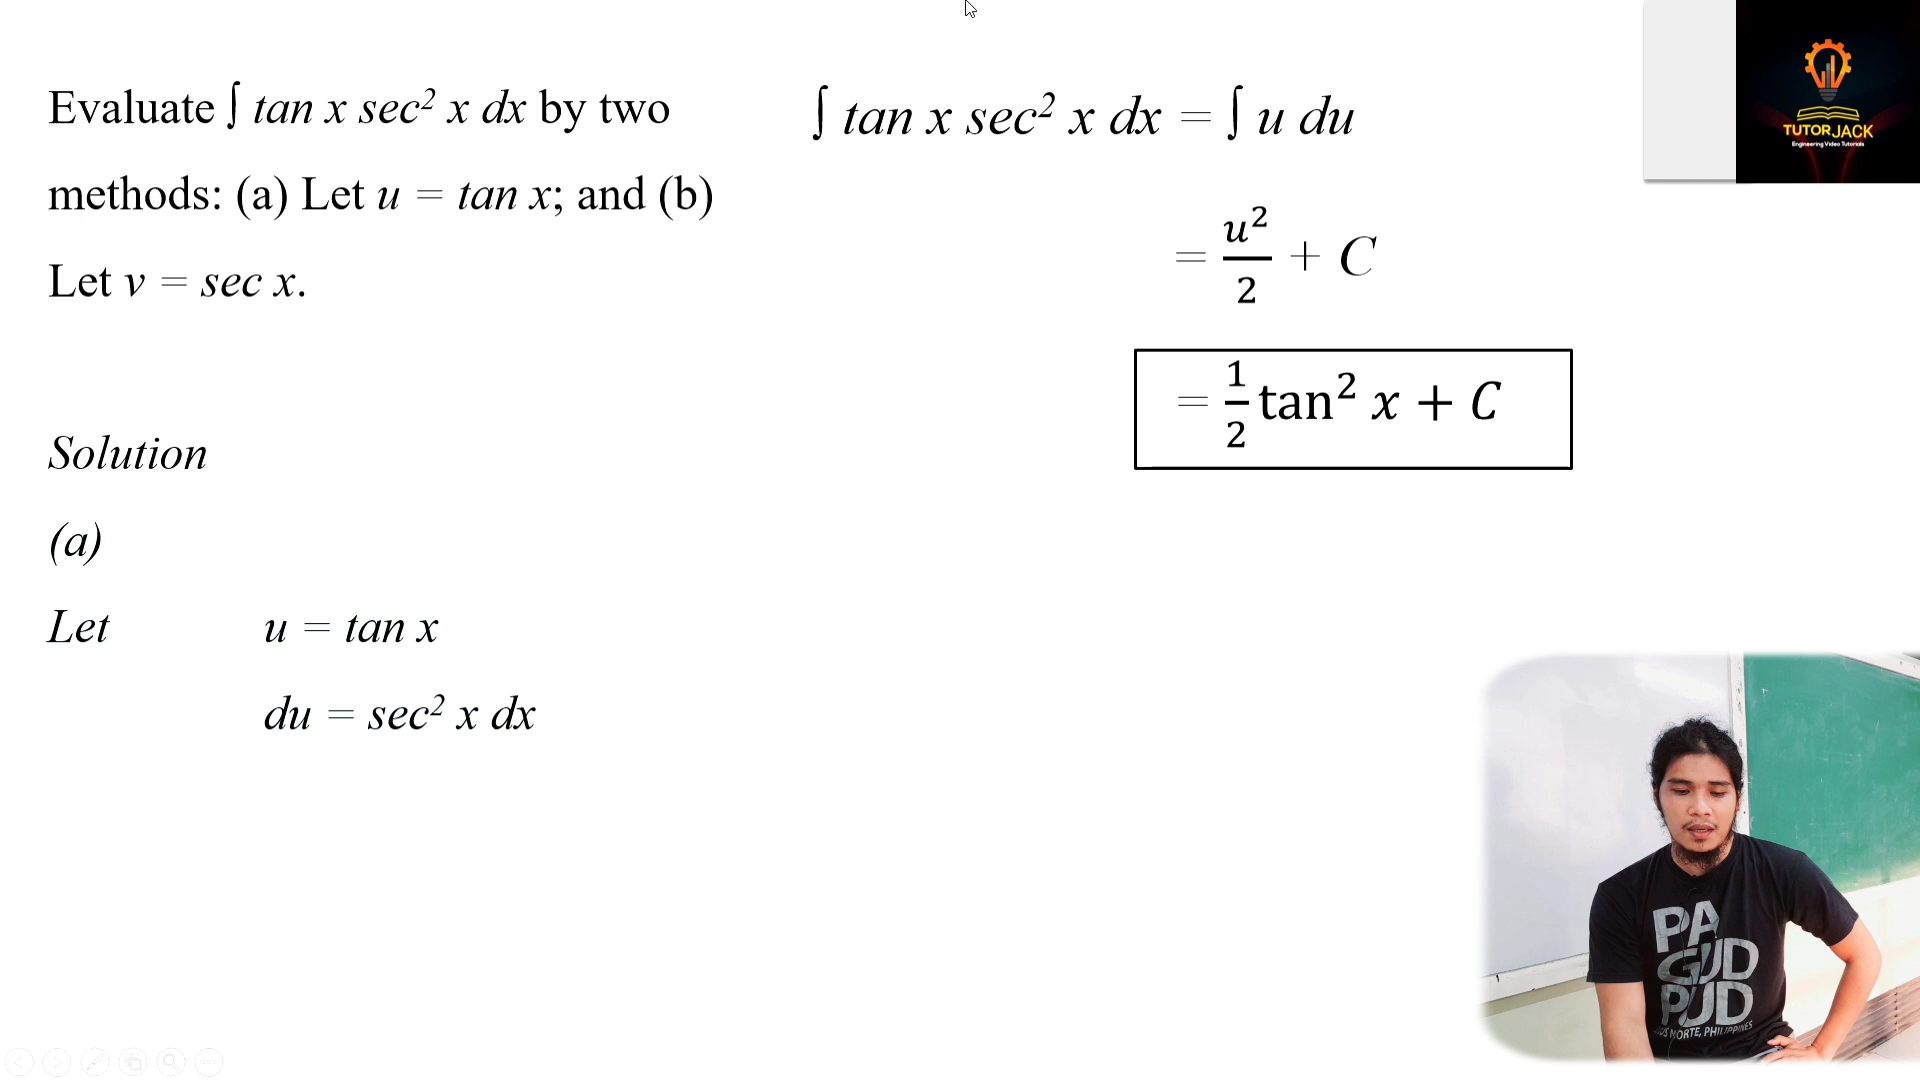 Evaluate ∫ tan x sec² x dx by two
methods: (a) Let u = tan x; and (b)
Let v = sec x.
Solution
(a)
Let u = tan x
du = sec² x dx
∫ tan x sec² x dx = ∫ u du
= u²/2 + C
= 1/2 tan² x + C
TUTORJACK
Engineering Video Tutorials
PA
GUD
PUD
NORTE, PHILIPPINES